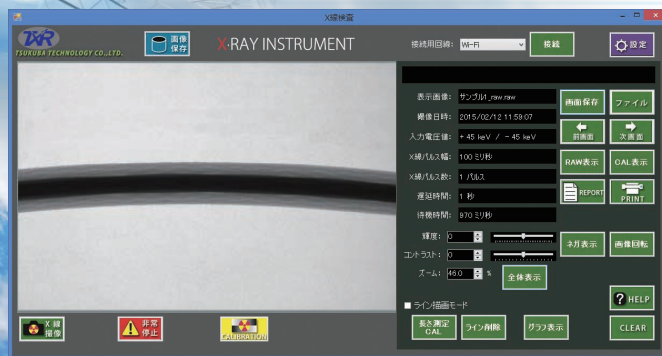 X線検査
TXR
TSUKUBA TECHNOLOGY CO.,LTD.
画像
保存
X-RAY INSTRUMENT
接続用回線:
Wi-Fi
接続
設定
表示画像: サンプル1_raw.raw
撮像日時: 2015/02/12 11:59:07
入力電圧値: + 45 keV / - 45 keV
X線パルス幅: 100 ミリ秒
X線パルス数: 1 パルス
遅延時間: 1 秒
待機時間: 970 ミリ秒
画面保存
ファイル
前画面
次画面
RAW表示
CAL表示
REPORT
PRINT
輝度: 0
コントラスト: 0
ズーム: 46.0 %
全体表示
ネガ表示
画像回転
ライン描画モード
長さ測定
CAL
ライン削除
グラフ表示
? HELP
CLEAR
X 線
撮像
非常
停止
CALIBRATION